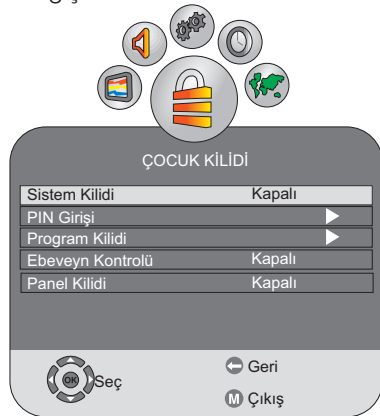 ÇOCUK KİLİDİ
Sistem Kilidi Kapalı
PIN Girişi
Program Kilidi
Ebeveyn Kontrolü Kapalı
Panel Kilidi Kapalı
OK Seç
Geri
M Çıkış